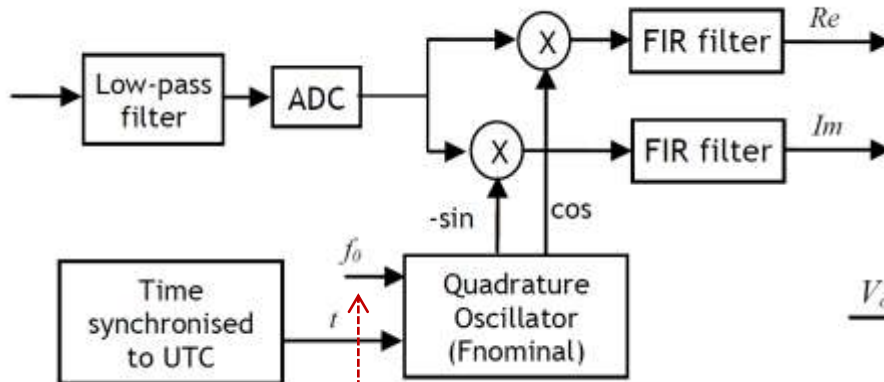 Low-pass
filter
ADC
X
FIR filter
Re
X
FIR filter
Im
-sin
cos
f₀
t
Time
synchronised
to UTC
Quadrature
Oscillator
(Fnominal)